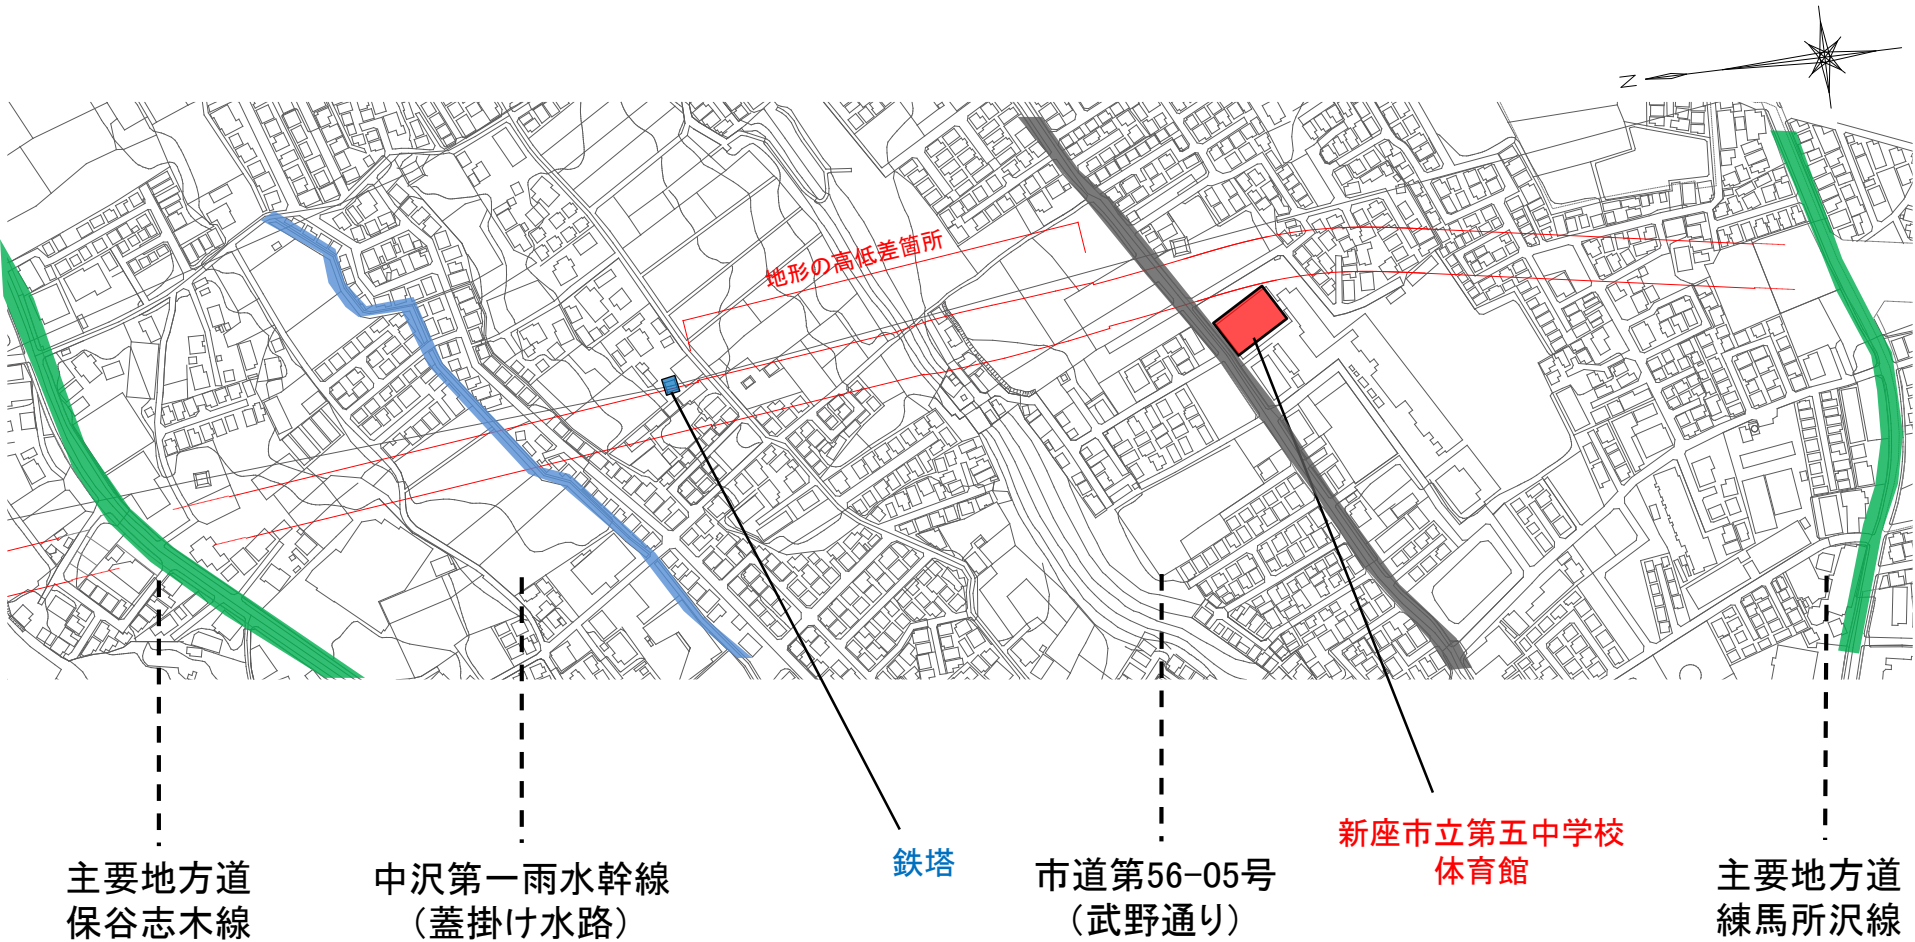 N
地形の高低差箇所
主要地方道
保谷志木線
中沢第一雨水幹線
(蓋掛け水路)
鉄塔
市道第56-05号
(武野通り)
新座市立第五中学校
体育館
主要地方道
練馬所沢線